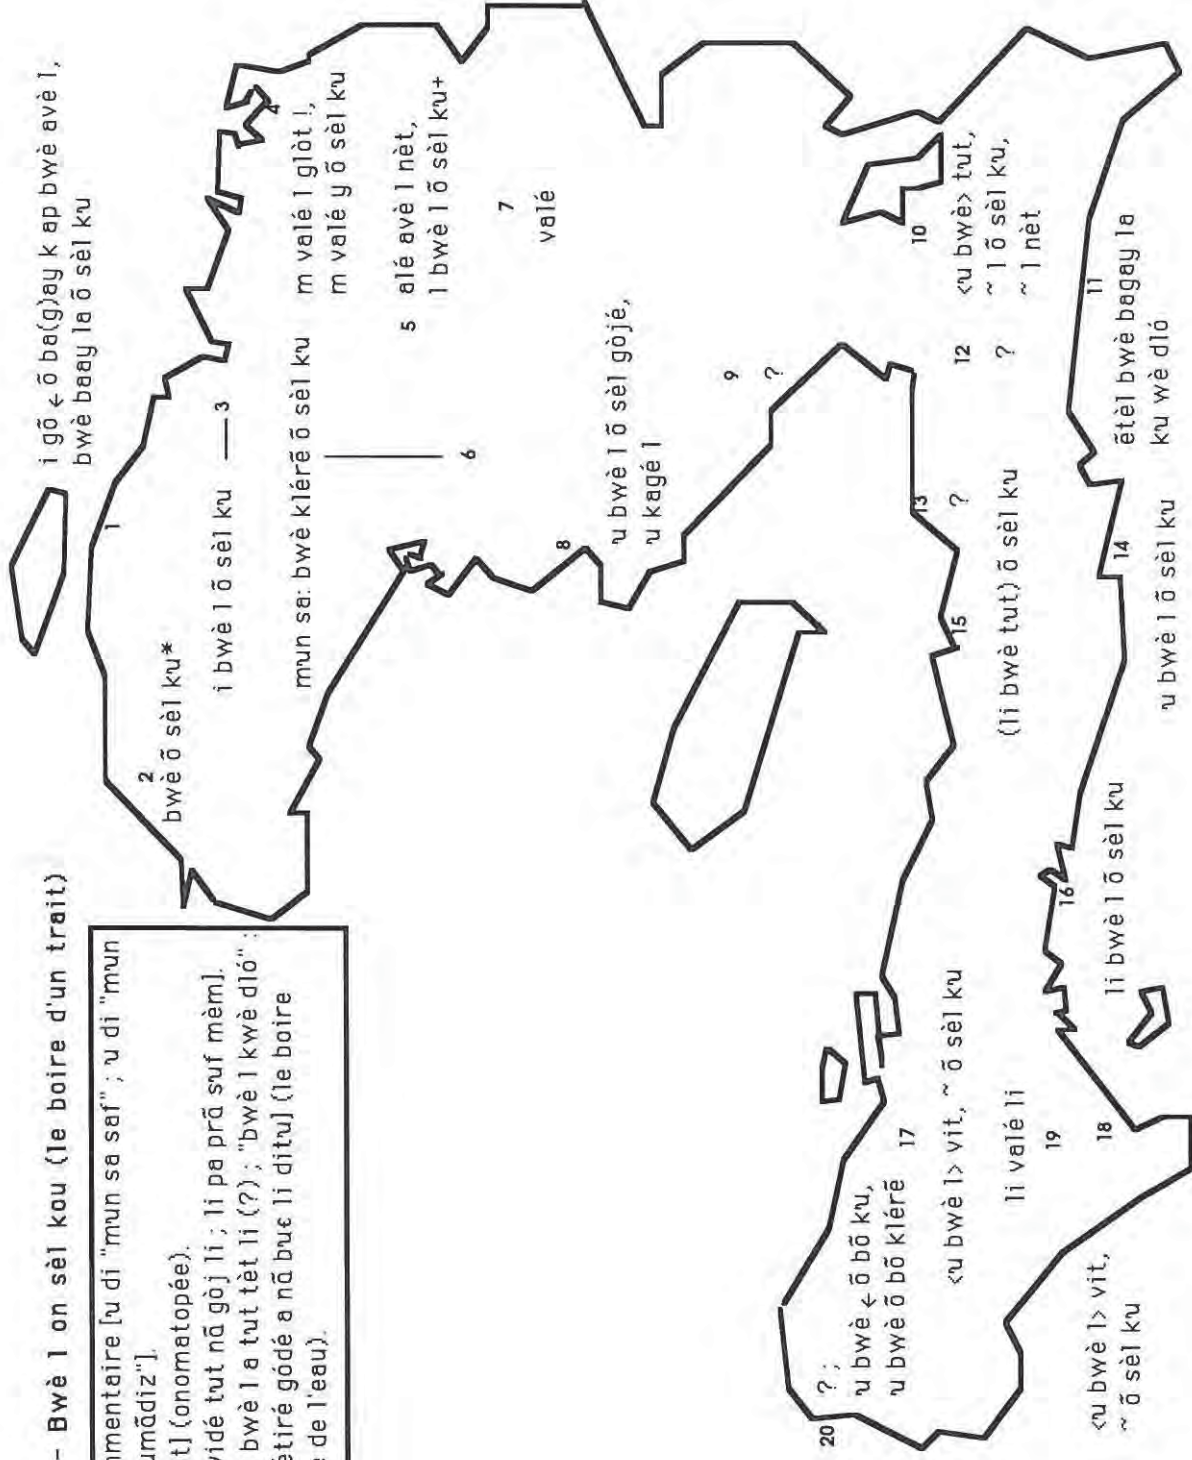 – Bwè l on sèl kou (le boire d'un trait)
mmentaire [u di "mun sa saf" ; u di "mun
umãdiz"].
t] (onomatopée).
vidé tut nã gòj li ; li pa prã suf mèm].
bwè l a tut tèt li (?) ; "bwè l kwè dló" :
étiré gódé a nã buɛ li ditu] (le boire
de l'eau).
i gõ ← õ ba(g)ay k ap bwè avè l,
bwè baay la õ sèl ku
1
2
bwè õ sèl ku*
i bwè l õ sèl ku — 3
4
mun sa: bwè klérẽ õ sèl ku
m valé l glòt !,
m valé y õ sèl ku
5 alé avè l nèt,
l bwè l õ sèl ku+
6
7
valé
8
u bwè l õ sèl gòjé,
u kagé l
9
?
10
<u bwè> tut,
~ l õ sèl ku,
~ l nèt
11
étèl bwè bagay la
ku wè dló
12
?
13
?
14
u bwè l õ sèl ku
15
(li bwè tut) õ sèl ku
16
li bwè l õ sèl ku
17
<u bwè l> vit, ~ õ sèl ku
18
<u bwè l> vit,
~ õ sèl ku
19
li valé li
20
? ;
u bwè ← õ bõ ku,
u bwè õ bõ klérẽ